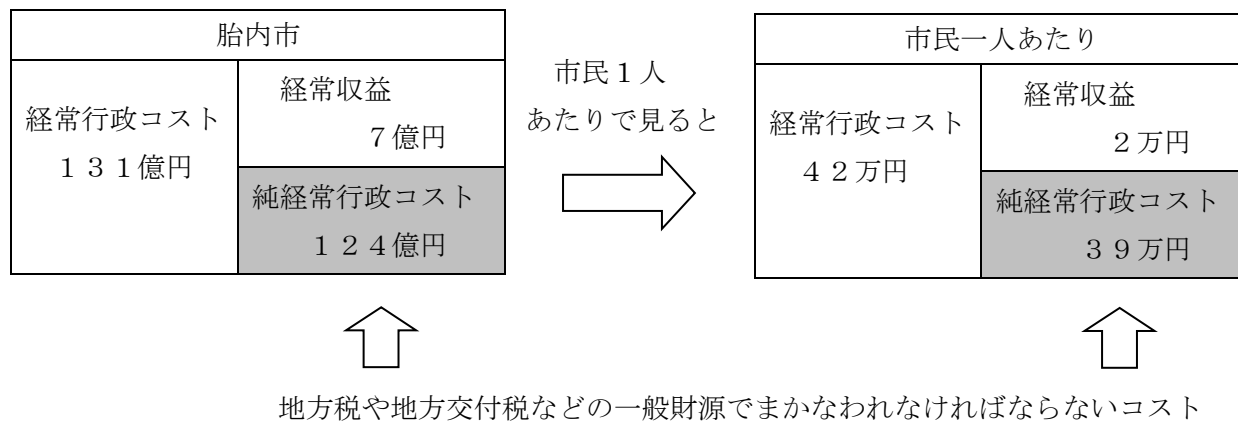 胎内市
経常行政コスト
１３１億円
経常収益
７億円
純経常行政コスト
１２４億円
市民１人
あたりで見ると
市民一人あたり
経常行政コスト
４２万円
経常収益
２万円
純経常行政コスト
３９万円
地方税や地方交付税などの一般財源でまかなわれなければならないコスト